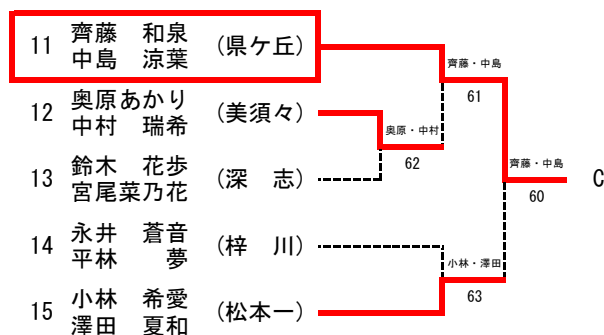 11 齊藤 和泉 (県ケ丘)
中島 涼葉
齊藤・中島
61
12 奥原あかり (美須々)
中村 瑞希
奥原・中村
62
13 鈴木 花歩 (深 志)
宮尾菜乃花
齊藤・中島
60
C
14 永井 蒼音 (梓 川)
平林 夢
小林・澤田
63
15 小林 希愛 (松本一)
澤田 夏和